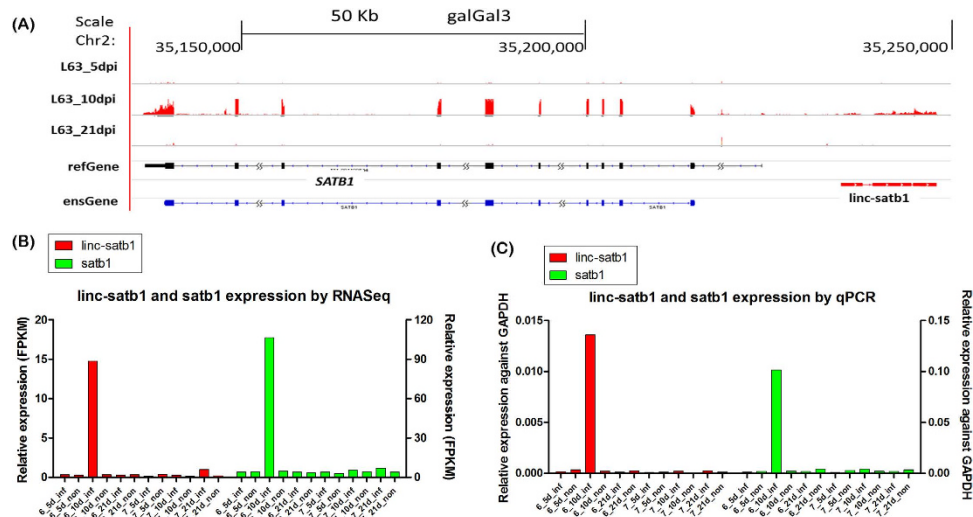 (A)
Scale 50 Kb galGal3
Chr2: 35,150,000 35,200,000 35,250,000
L63_5dpi
L63_10dpi
L63_21dpi
refGene
SATB1
linc-satb1
ensGene
SATB1 SATB1
(B)
linc-satb1
satb1
linc-satb1 and satb1 expression by RNASeq
Relative expression (FPKM)
20
15
10
5
0
120
90
60
30
0
Relative expression (FPKM)
6_5d_inf
6_5d_non
6_10d_inf
6_10d_non
6_21d_inf
6_21d_non
7_5d_inf
7_5d_non
7_10d_inf
7_10d_non
7_21d_inf
7_21d_non
6_5d_inf
6_5d_non
6_10d_inf
6_10d_non
6_21d_inf
6_21d_non
7_5d_inf
7_5d_non
7_10d_inf
7_10d_non
7_21d_inf
7_21d_non
(C)
linc-satb1
satb1
linc-satb1 and satb1 expression by qPCR
Relative expression against GAPDH
0.015
0.010
0.005
0.000
0.15
0.10
0.05
0.00
Relative expression against GAPDH
6_5d_inf
6_5d_non
6_10d_inf
6_10d_non
6_21d_inf
6_21d_non
7_5d_inf
7_5d_non
7_10d_inf
7_10d_non
7_21d_inf
7_21d_non
6_5d_inf
6_5d_non
6_10d_inf
6_10d_non
6_21d_inf
6_21d_non
7_5d_inf
7_5d_non
7_10d_inf
7_10d_non
7_21d_inf
7_21d_non